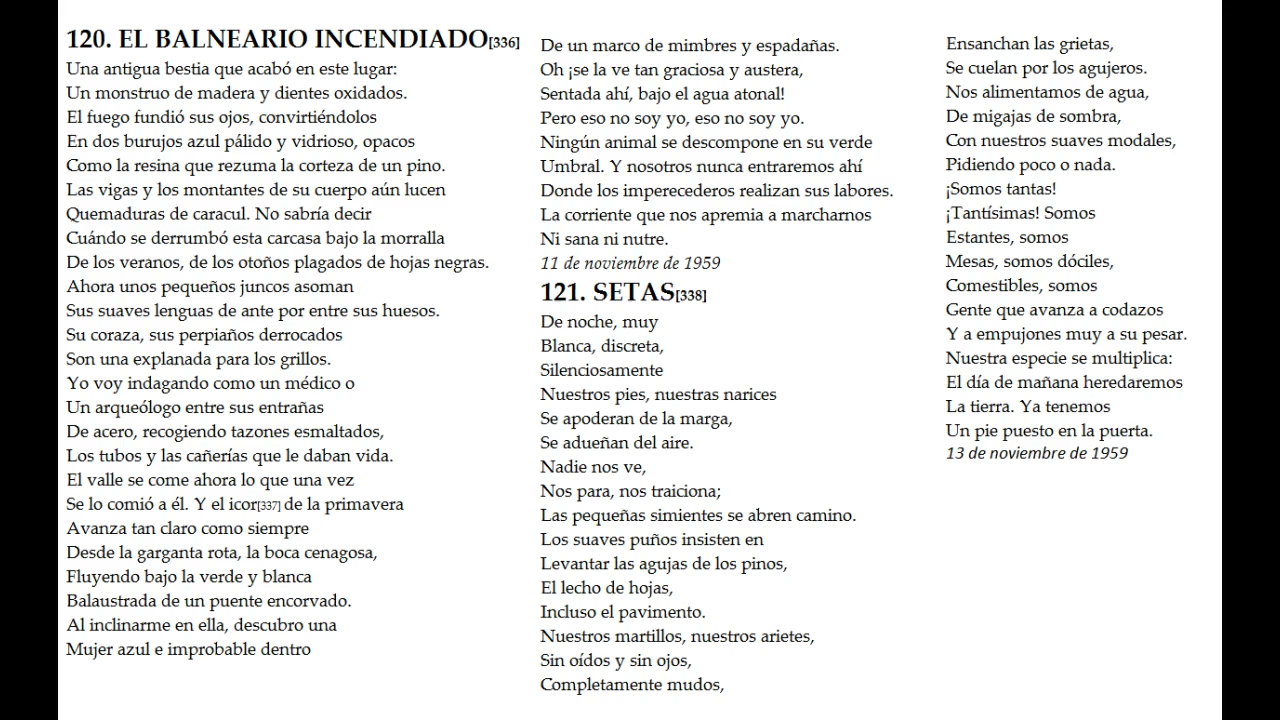 120. EL BALNEARIO INCENDIADO[336]
Una antigua bestia que acabó en este lugar:
Un monstruo de madera y dientes oxidados.
El fuego fundió sus ojos, convirtiéndolos
En dos burujos azul pálido y vidrioso, opacos
Como la resina que rezuma la corteza de un pino.
Las vigas y los montantes de su cuerpo aún lucen
Quemaduras de caracul. No sabría decir
Cuándo se derrumbó esta carcasa bajo la morralla
De los veranos, de los otoños plagados de hojas negras.
Ahora unos pequeños juncos asoman
Sus suaves lenguas de ante por entre sus huesos.
Su coraza, sus perpiaños derrocados
Son una explanada para los grillos.
Yo voy indagando como un médico o
Un arqueólogo entre sus entrañas
De acero, recogiendo tazones esmaltados,
Los tubos y las cañerías que le daban vida.
El valle se come ahora lo que una vez
Se lo comió a él. Y el icor[337] de la primavera
Avanza tan claro como siempre
Desde la garganta rota, la boca cenagosa,
Fluyendo bajo la verde y blanca
Balaustrada de un puente encorvado.
Al inclinarme en ella, descubro una
Mujer azul e improbable dentro
De un marco de mimbres y espadañas.
Oh ¡se la ve tan graciosa y austera,
Sentada ahí, bajo el agua atonal!
Pero eso no soy yo, eso no soy yo.
Ningún animal se descompone en su verde
Umbral. Y nosotros nunca entraremos ahí
Donde los imperecederos realizan sus labores.
La corriente que nos apremia a marcharnos
Ni sana ni nutre.
11 de noviembre de 1959
121. SETAS[338]
De noche, muy
Blanca, discreta,
Silenciosamente
Nuestros pies, nuestras narices
Se apoderan de la marga,
Se adueñan del aire.
Nadie nos ve,
Nos para, nos traiciona;
Las pequeñas simientes se abren camino.
Los suaves puños insisten en
Levantar las agujas de los pinos,
El lecho de hojas,
Incluso el pavimento.
Nuestros martillos, nuestros arietes,
Sin oídos y sin ojos,
Completamente mudos,
Ensanchan las grietas,
Se cuelan por los agujeros.
Nos alimentamos de agua,
De migajas de sombra,
Con nuestros suaves modales,
Pidiendo poco o nada.
¡Somos tantas!
¡Tantísimas! Somos
Estantes, somos
Mesas, somos dóciles,
Comestibles, somos
Gente que avanza a codazos
Y a empujones muy a su pesar.
Nuestra especie se multiplica:
El día de mañana heredaremos
La tierra. Ya tenemos
Un pie puesto en la puerta.
13 de noviembre de 1959